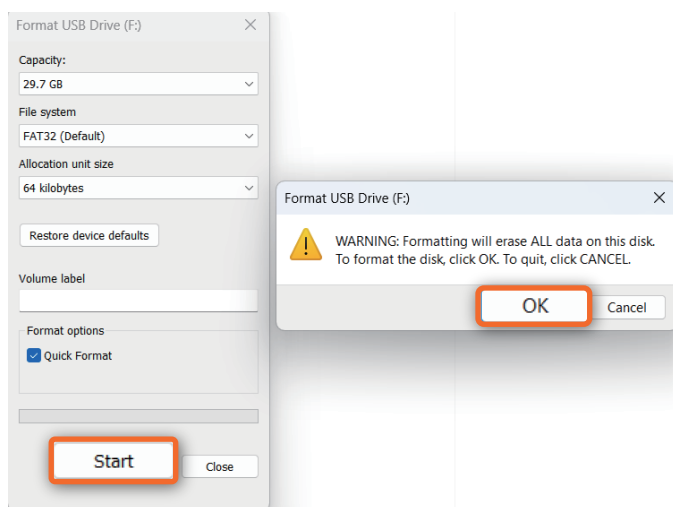 Format USB Drive (F:)
Capacity:
29.7 GB
File system
FAT32 (Default)
Allocation unit size
64 kilobytes
Restore device defaults
Volume label
Format options
Quick Format
Start
Close
Format USB Drive (F:)
WARNING: Formatting will erase ALL data on this disk.
To format the disk, click OK. To quit, click CANCEL.
OK
Cancel